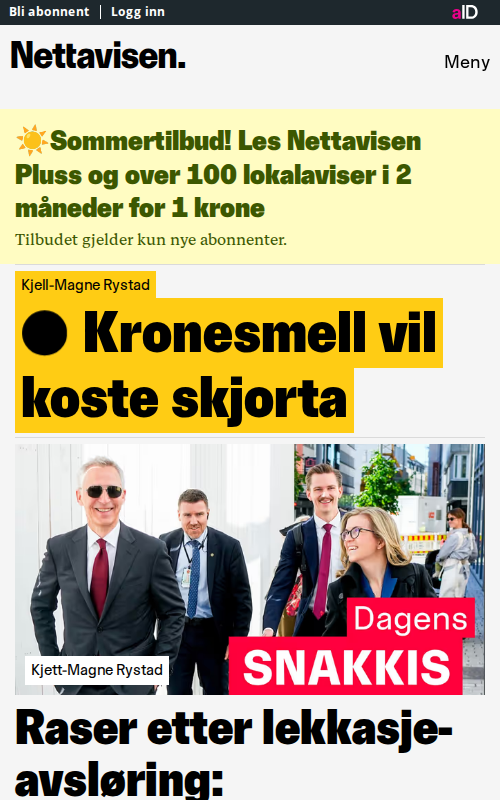 Bli abonnent | Logg inn
aID
Nettavisen.
Meny
☀️Sommertilbud! Les Nettavisen
Pluss og over 100 lokalaviser i 2
måneder for 1 krone
Tilbudet gjelder kun nye abonnenter.
Kjell-Magne Rystad
● Kronesmell vil
koste skjorta
Dagens
SNAKKIS
Kjett-Magne Rystad
Raser etter lekkasje-
avsløring: